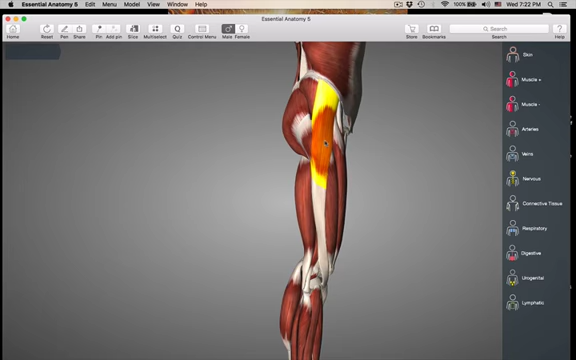 Essential Anatomy 5 Edit Menu Model View Window Help 100% Wed 7:22 PM
Essential Anatomy 5
Home Reset Pen Share Pin Add pin Slice Multiselect Quiz Control Menu Male Female Store Bookmarks Search Search Help
Skin
Muscle +
Muscle -
Arteries
Veins
Nervous
Connective Tissue
Respiratory
Digestive
Urogenital
Lymphatic